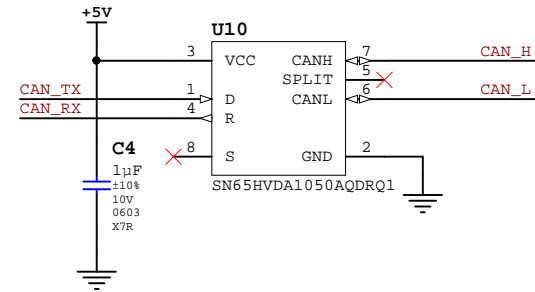 +5V
U10
3 VCC CANH 7 CAN_H
SPLIT 5
CAN_TX 1 D CANL 6 CAN_L
CAN_RX 4 R
8 S GND 2
SN65HVDA1050AQDRQ1
C4
1µF
±10%
10V
0603
X7R